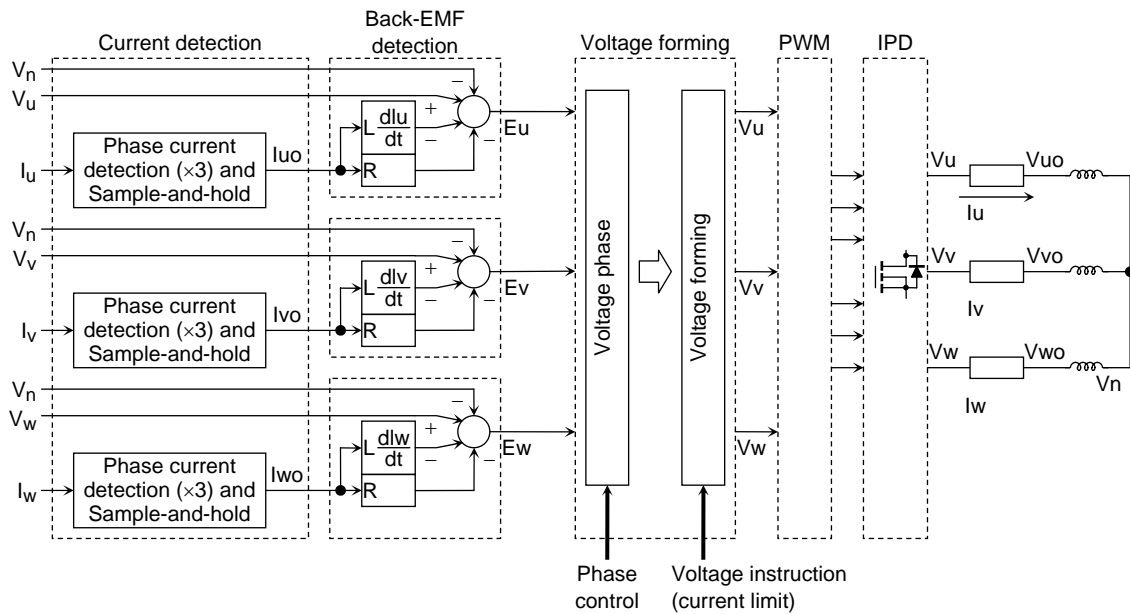 Current detection
Back-EMF
detection
Voltage forming
PWM
IPD
Vn
Vu
−
+
−
−
Phase current
detection (×3) and
Sample-and-hold
Iu
Iuo
L dIu
dt
R
Eu
Vu
Vn
Vv
−
+
−
−
Phase current
detection (×3) and
Sample-and-hold
Iv
Ivo
L dIv
dt
R
Ev
Vv
Vn
Vw
−
+
−
−
Phase current
detection (×3) and
Sample-and-hold
Iw
Iwo
L dIw
dt
R
Ew
Vw
Voltage phase
Voltage forming
Vu
Vuo
Iu
Vv
Vvo
Iv
Vw
Vwo
Vn
Iw
Phase
control
Voltage instruction
(current limit)